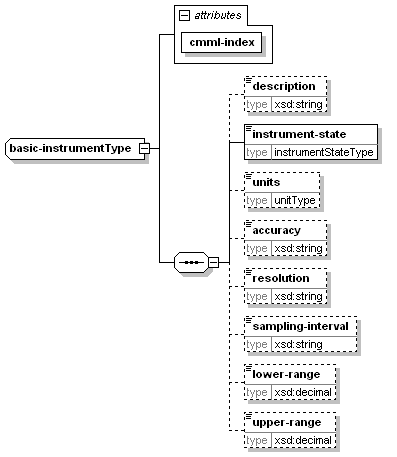 attributes
cmml-index
basic-instrumentType
description
type xsd:string
instrument-state
type instrumentStateType
units
type unitType
accuracy
type xsd:string
resolution
type xsd:string
sampling-interval
type xsd:string
lower-range
type xsd:decimal
upper-range
type xsd:decimal